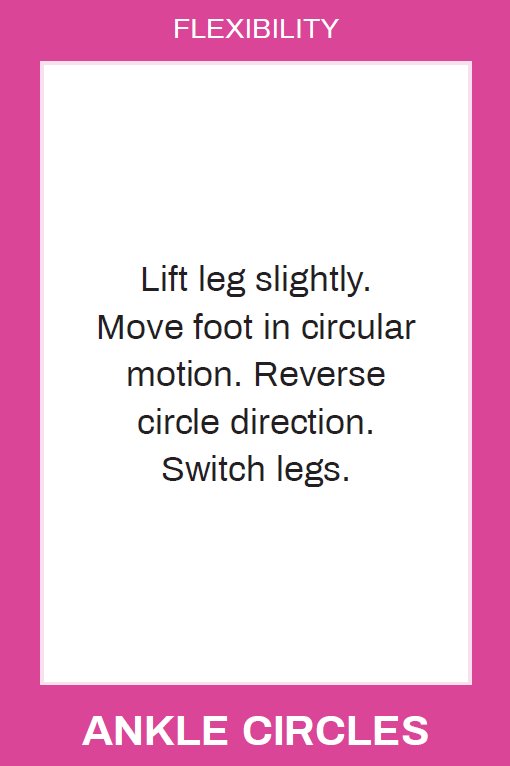 FLEXIBILITY
Lift leg slightly.
Move foot in circular
motion. Reverse
circle direction.
Switch legs.
ANKLE CIRCLES